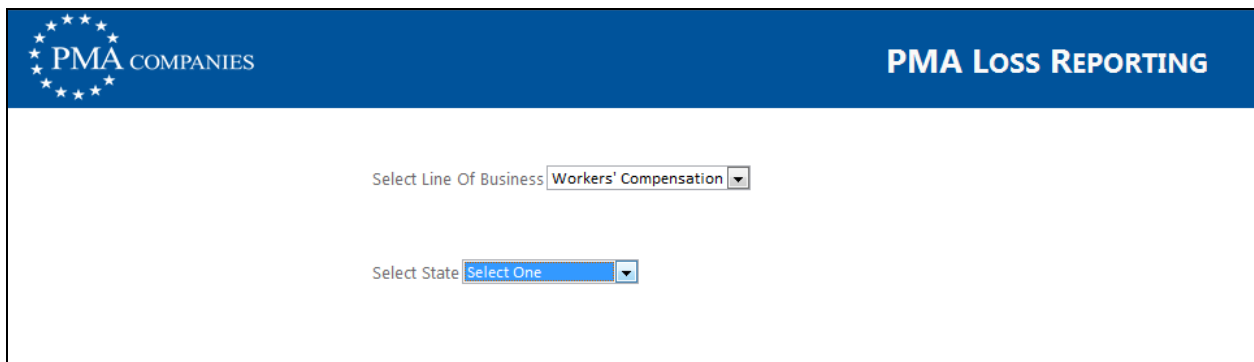 PMA COMPANIES
PMA LOSS REPORTING
Select Line Of Business Workers' Compensation
Select State Select One